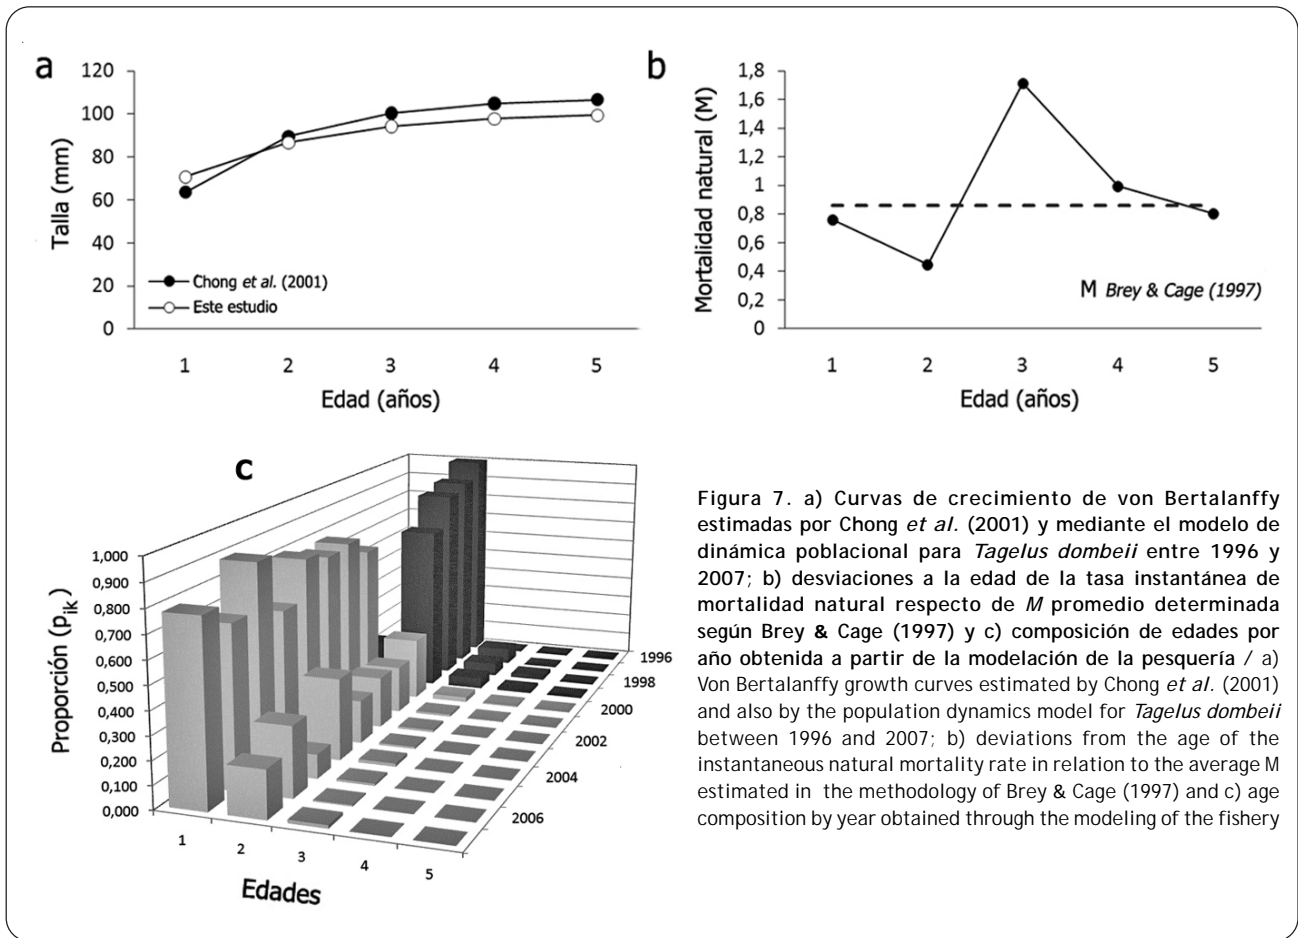 a
120
100
80
60
40
20
0
Talla (mm)
Chong et al. (2001)
Este estudio
1 2 3 4 5
Edad (años)
b
1,8
1,6
1,4
1,2
1
0,8
0,6
0,4
0,2
0
Mortalidad natural (M)
M Brey & Cage (1997)
1 2 3 4 5
Edad (años)
c
1,000
0,900
0,800
0,700
0,600
0,500
0,400
0,300
0,200
0,100
0,000
Proporción (pik)
1 2 3 4 5
Edades
1996
1998
2000
2002
2004
2006
Figura 7. a) Curvas de crecimiento de von Bertalanffy
estimadas por Chong et al. (2001) y mediante el modelo de
dinámica poblacional para Tagelus dombeii entre 1996 y
2007; b) desviaciones a la edad de la tasa instantánea de
mortalidad natural respecto de M promedio determinada
según Brey & Cage (1997) y c) composición de edades por
año obtenida a partir de la modelación de la pesquería / a)
Von Bertalanffy growth curves estimated by Chong et al. (2001)
and also by the population dynamics model for Tagelus dombeii
between 1996 and 2007; b) deviations from the age of the
instantaneous natural mortality rate in relation to the average M
estimated in the methodology of Brey & Cage (1997) and c) age
composition by year obtained through the modeling of the fishery